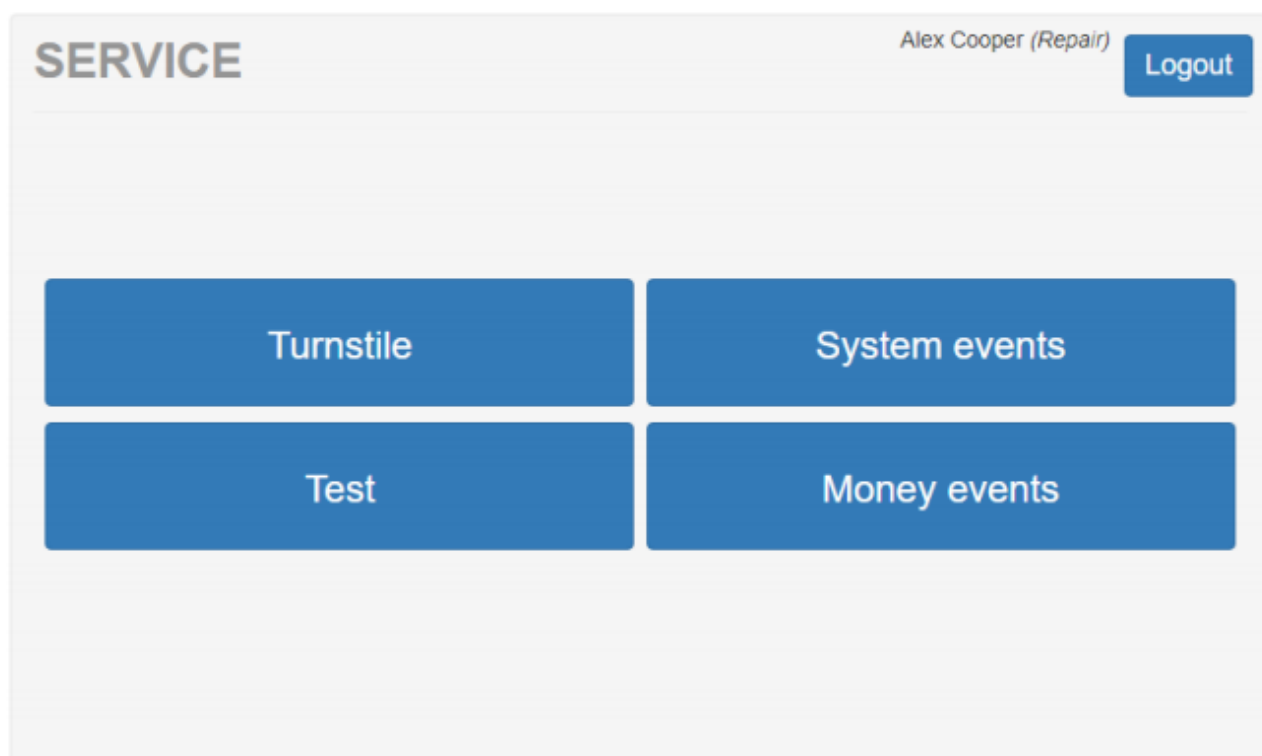 SERVICE
Alex Cooper (Repair)
Logout
Turnstile
System events
Test
Money events